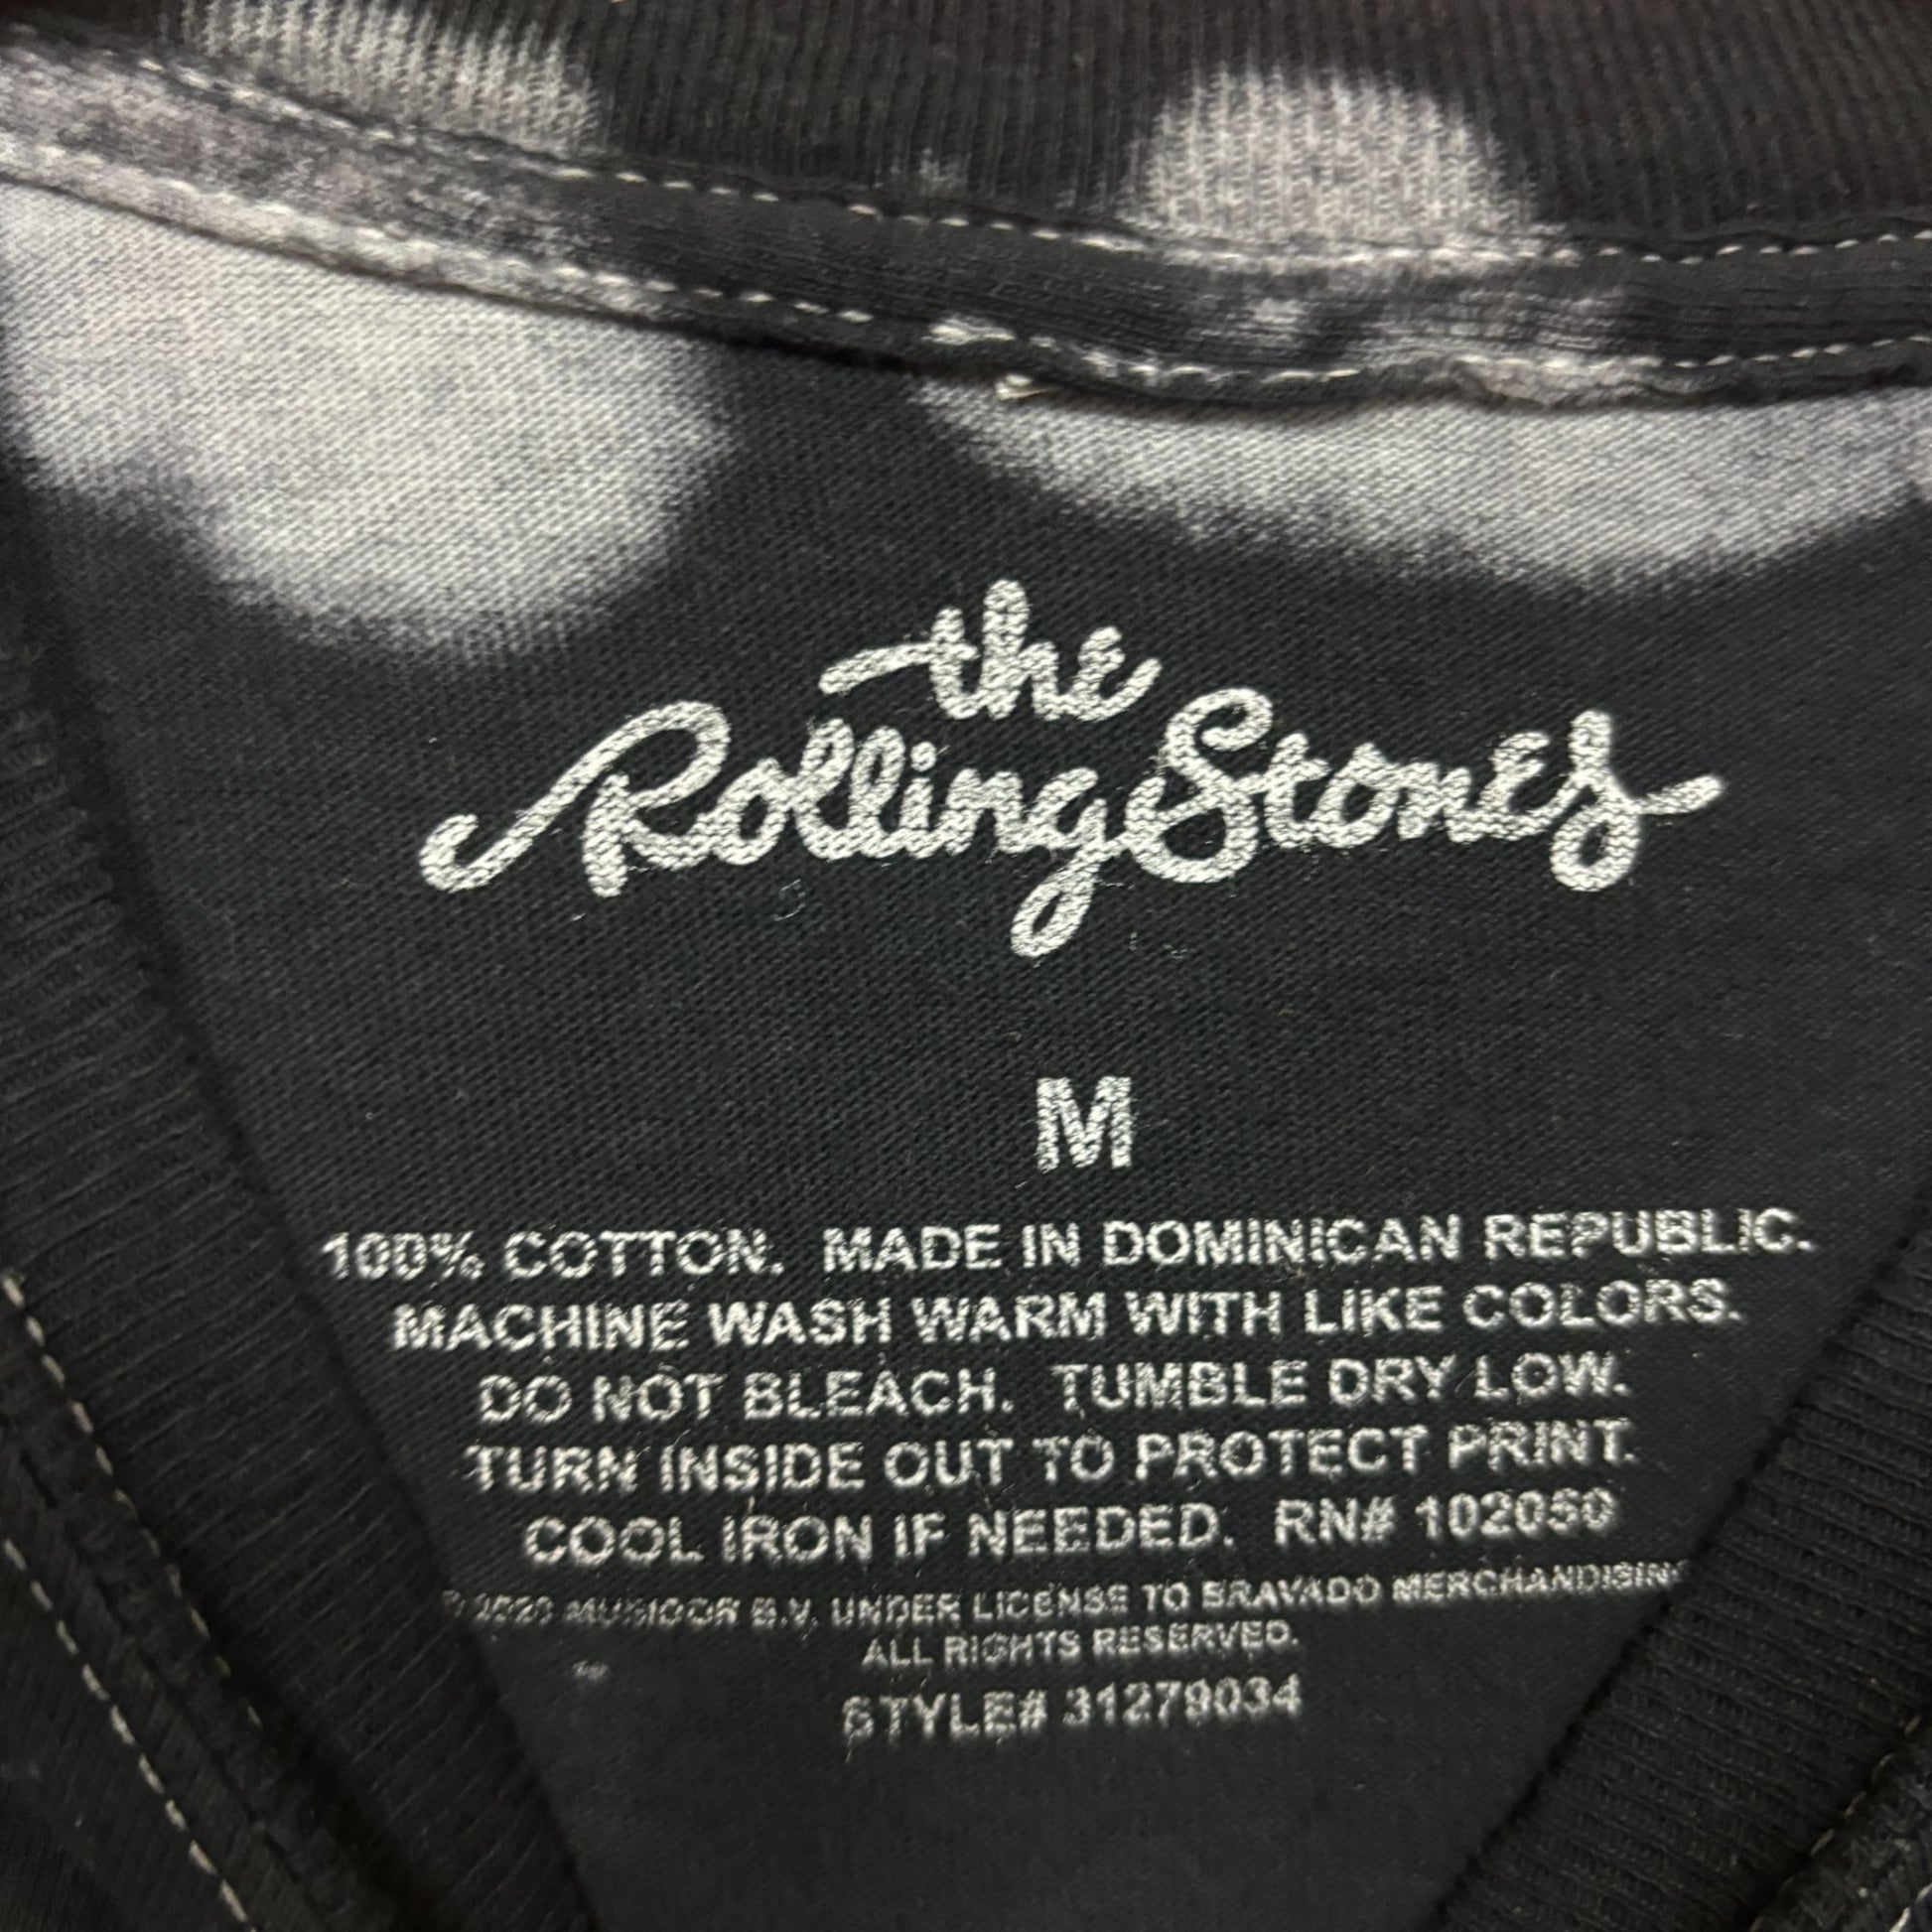 the
Rolling Stones
M
100% COTTON. MADE IN DOMINICAN REPUBLIC.
MACHINE WASH WARM WITH LIKE COLORS.
DO NOT BLEACH. TUMBLE DRY LOW.
TURN INSIDE OUT TO PROTECT PRINT.
COOL IRON IF NEEDED. RN# 102050
© 2020 MUSIDOR B.V. UNDER LICENSE TO BRAVADO MERCHANDISING
ALL RIGHTS RESERVED.
STYLE# 31279034